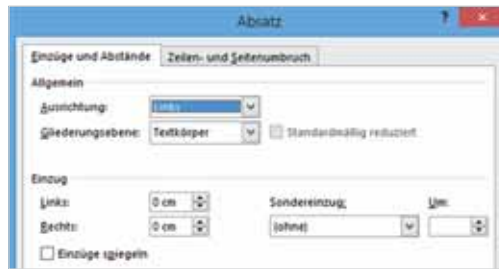 Absatz ? ×
Einzüge und Abstände Zeilen- und Seitenumbruch
Allgemein
Ausrichtung: Links
Gliederungsebene: Textkörper Standardmäßig reduziert
Einzug
Links: 0 cm Sondereinzug: Um:
Rechts: 0 cm (ohne)
Einzüge spiegeln